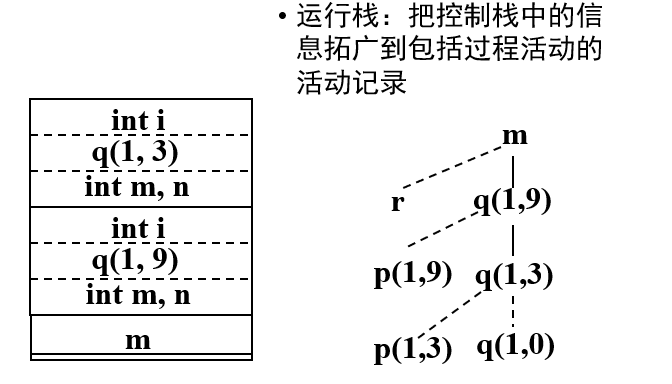 • 运行栈：把控制栈中的信
息拓广到包括过程活动的
活动记录
int i
q(1, 3)
int m, n
int i
q(1, 9)
int m, n
m
m
r
q(1,9)
p(1,9)
q(1,3)
p(1,3)
q(1,0)